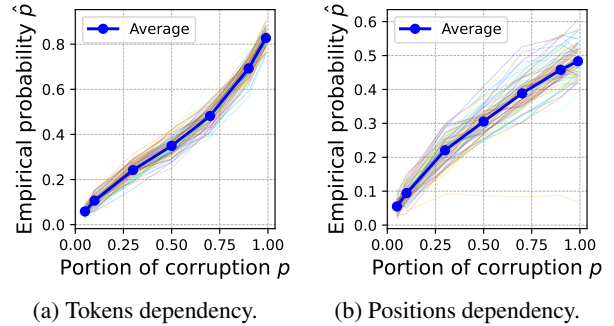 Average
Empirical probability p̂
0.8
0.6
0.4
0.2
0.0
0.00 0.25 0.50 0.75 1.00
Portion of corruption p
(a) Tokens dependency.
Average
Empirical probability p̂
0.6
0.5
0.4
0.3
0.2
0.1
0.0
0.00 0.25 0.50 0.75 1.00
Portion of corruption p
(b) Positions dependency.